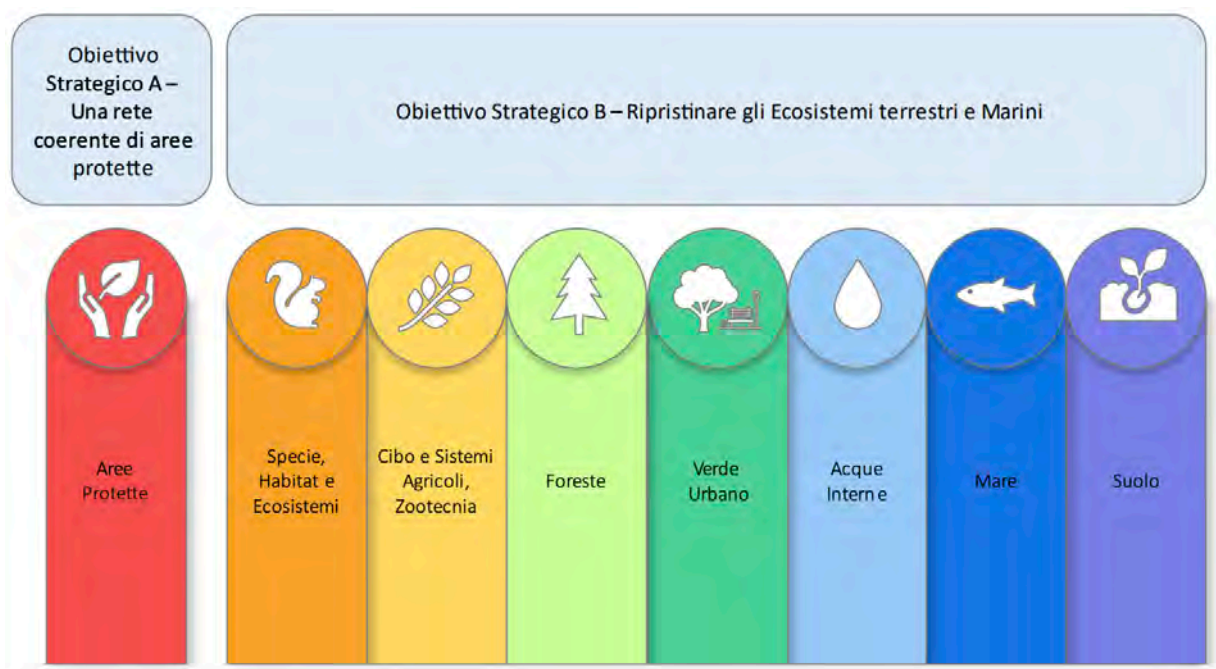 Obiettivo
Strategico A –
Una rete
coerente di aree
protette
Obiettivo Strategico B – Ripristinare gli Ecosistemi terrestri e Marini
Aree
Protette
Specie,
Habitat e
Ecosistemi
Cibo e Sistemi
Agricoli,
Zootecnia
Foreste
Verde
Urbano
Acque
Interne
Mare
Suolo